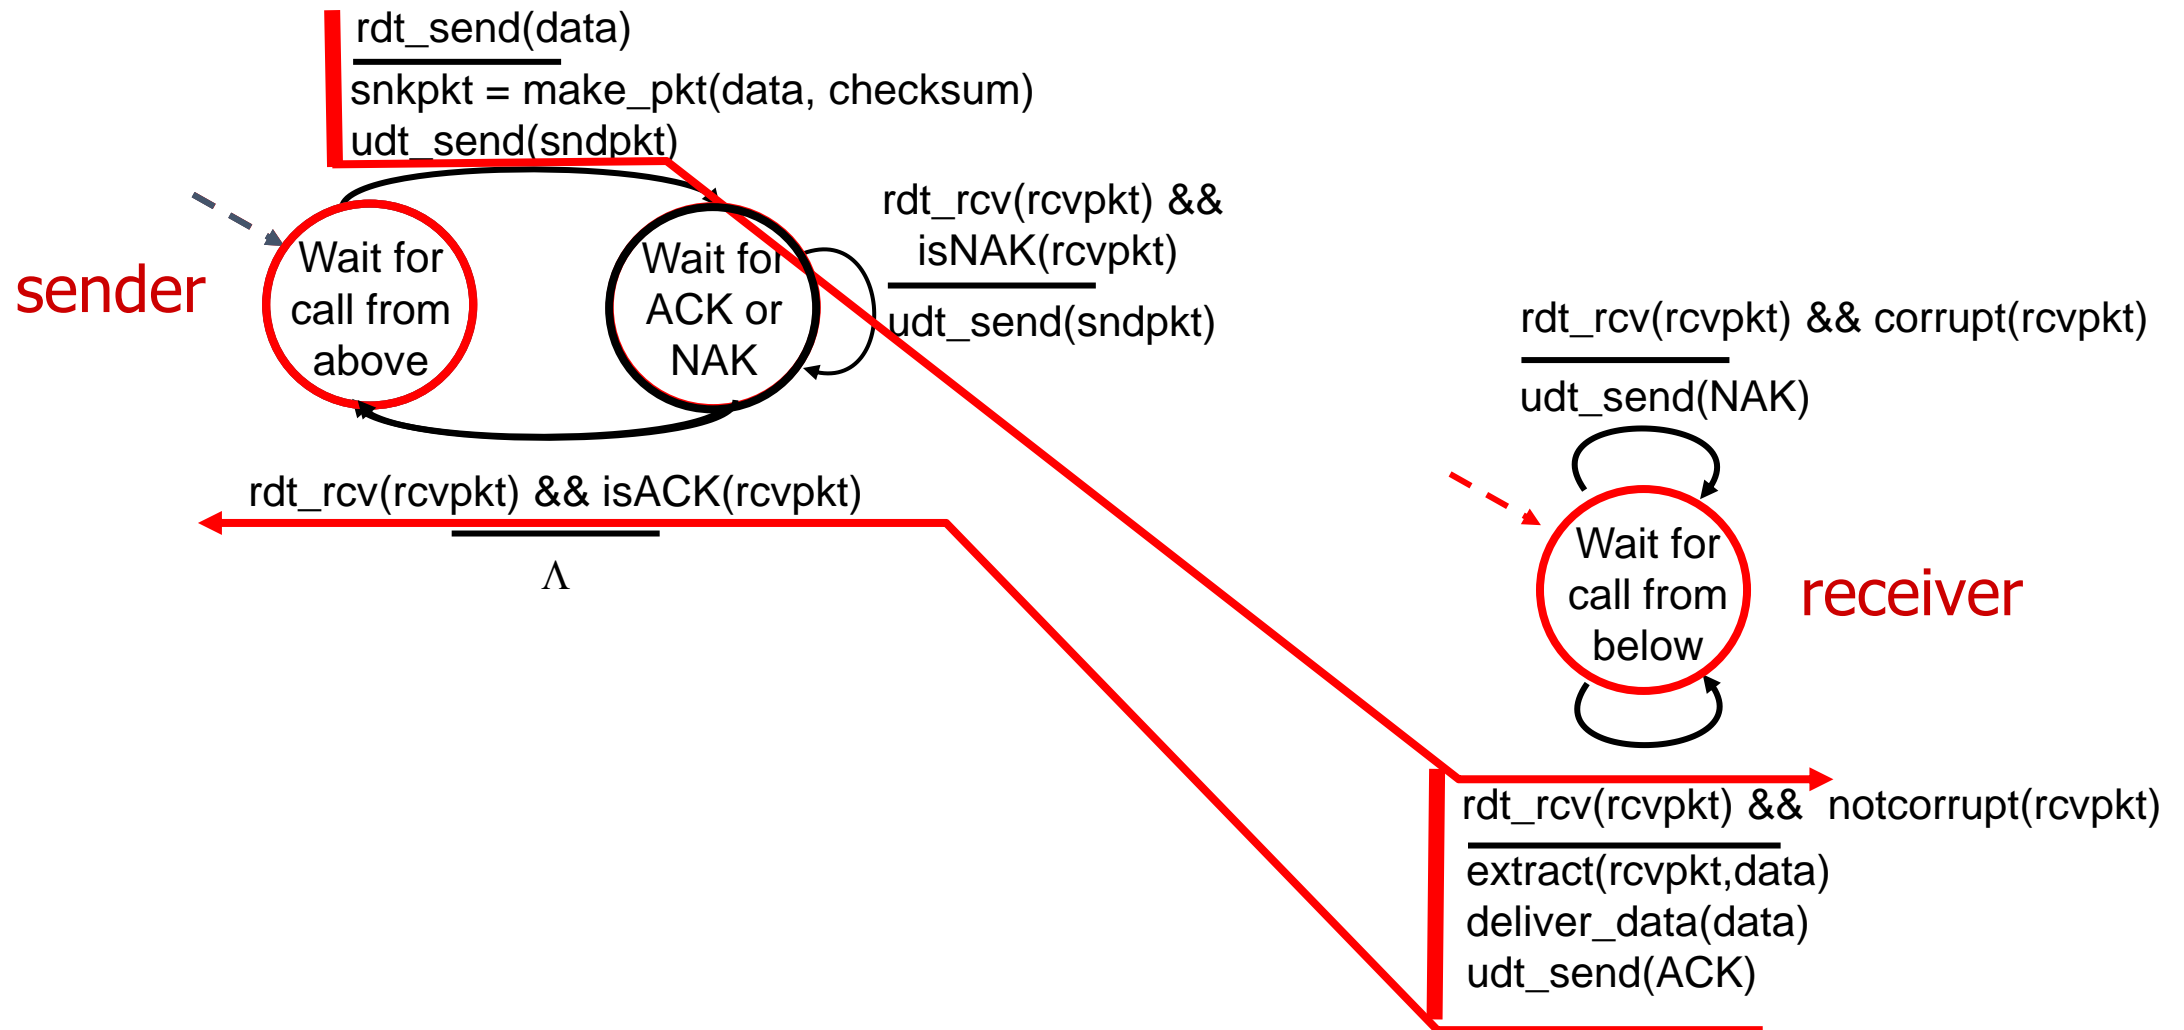 rdt_send(data)
snkpkt = make_pkt(data, checksum)
udt_send(sndpkt)
sender
Wait for
call from
above
Wait for
ACK or
NAK
rdt_rcv(rcvpkt) &&
isNAK(rcvpkt)
udt_send(sndpkt)
rdt_rcv(rcvpkt) && isACK(rcvpkt)
Λ
rdt_rcv(rcvpkt) && corrupt(rcvpkt)
udt_send(NAK)
Wait for
call from
below
receiver
rdt_rcv(rcvpkt) && notcorrupt(rcvpkt)
extract(rcvpkt,data)
deliver_data(data)
udt_send(ACK)